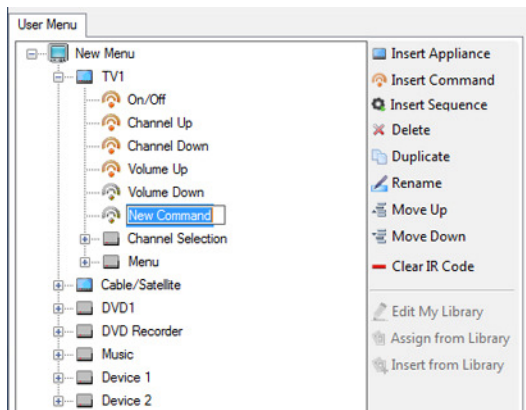 User Menu
New Menu
TV1
On/Off
Channel Up
Channel Down
Volume Up
Volume Down
New Command
Channel Selection
Menu
Cable/Satellite
DVD1
DVD Recorder
Music
Device 1
Device 2
Insert Appliance
Insert Command
Insert Sequence
Delete
Duplicate
Rename
Move Up
Move Down
Clear IR Code
Edit My Library
Assign from Library
Insert from Library